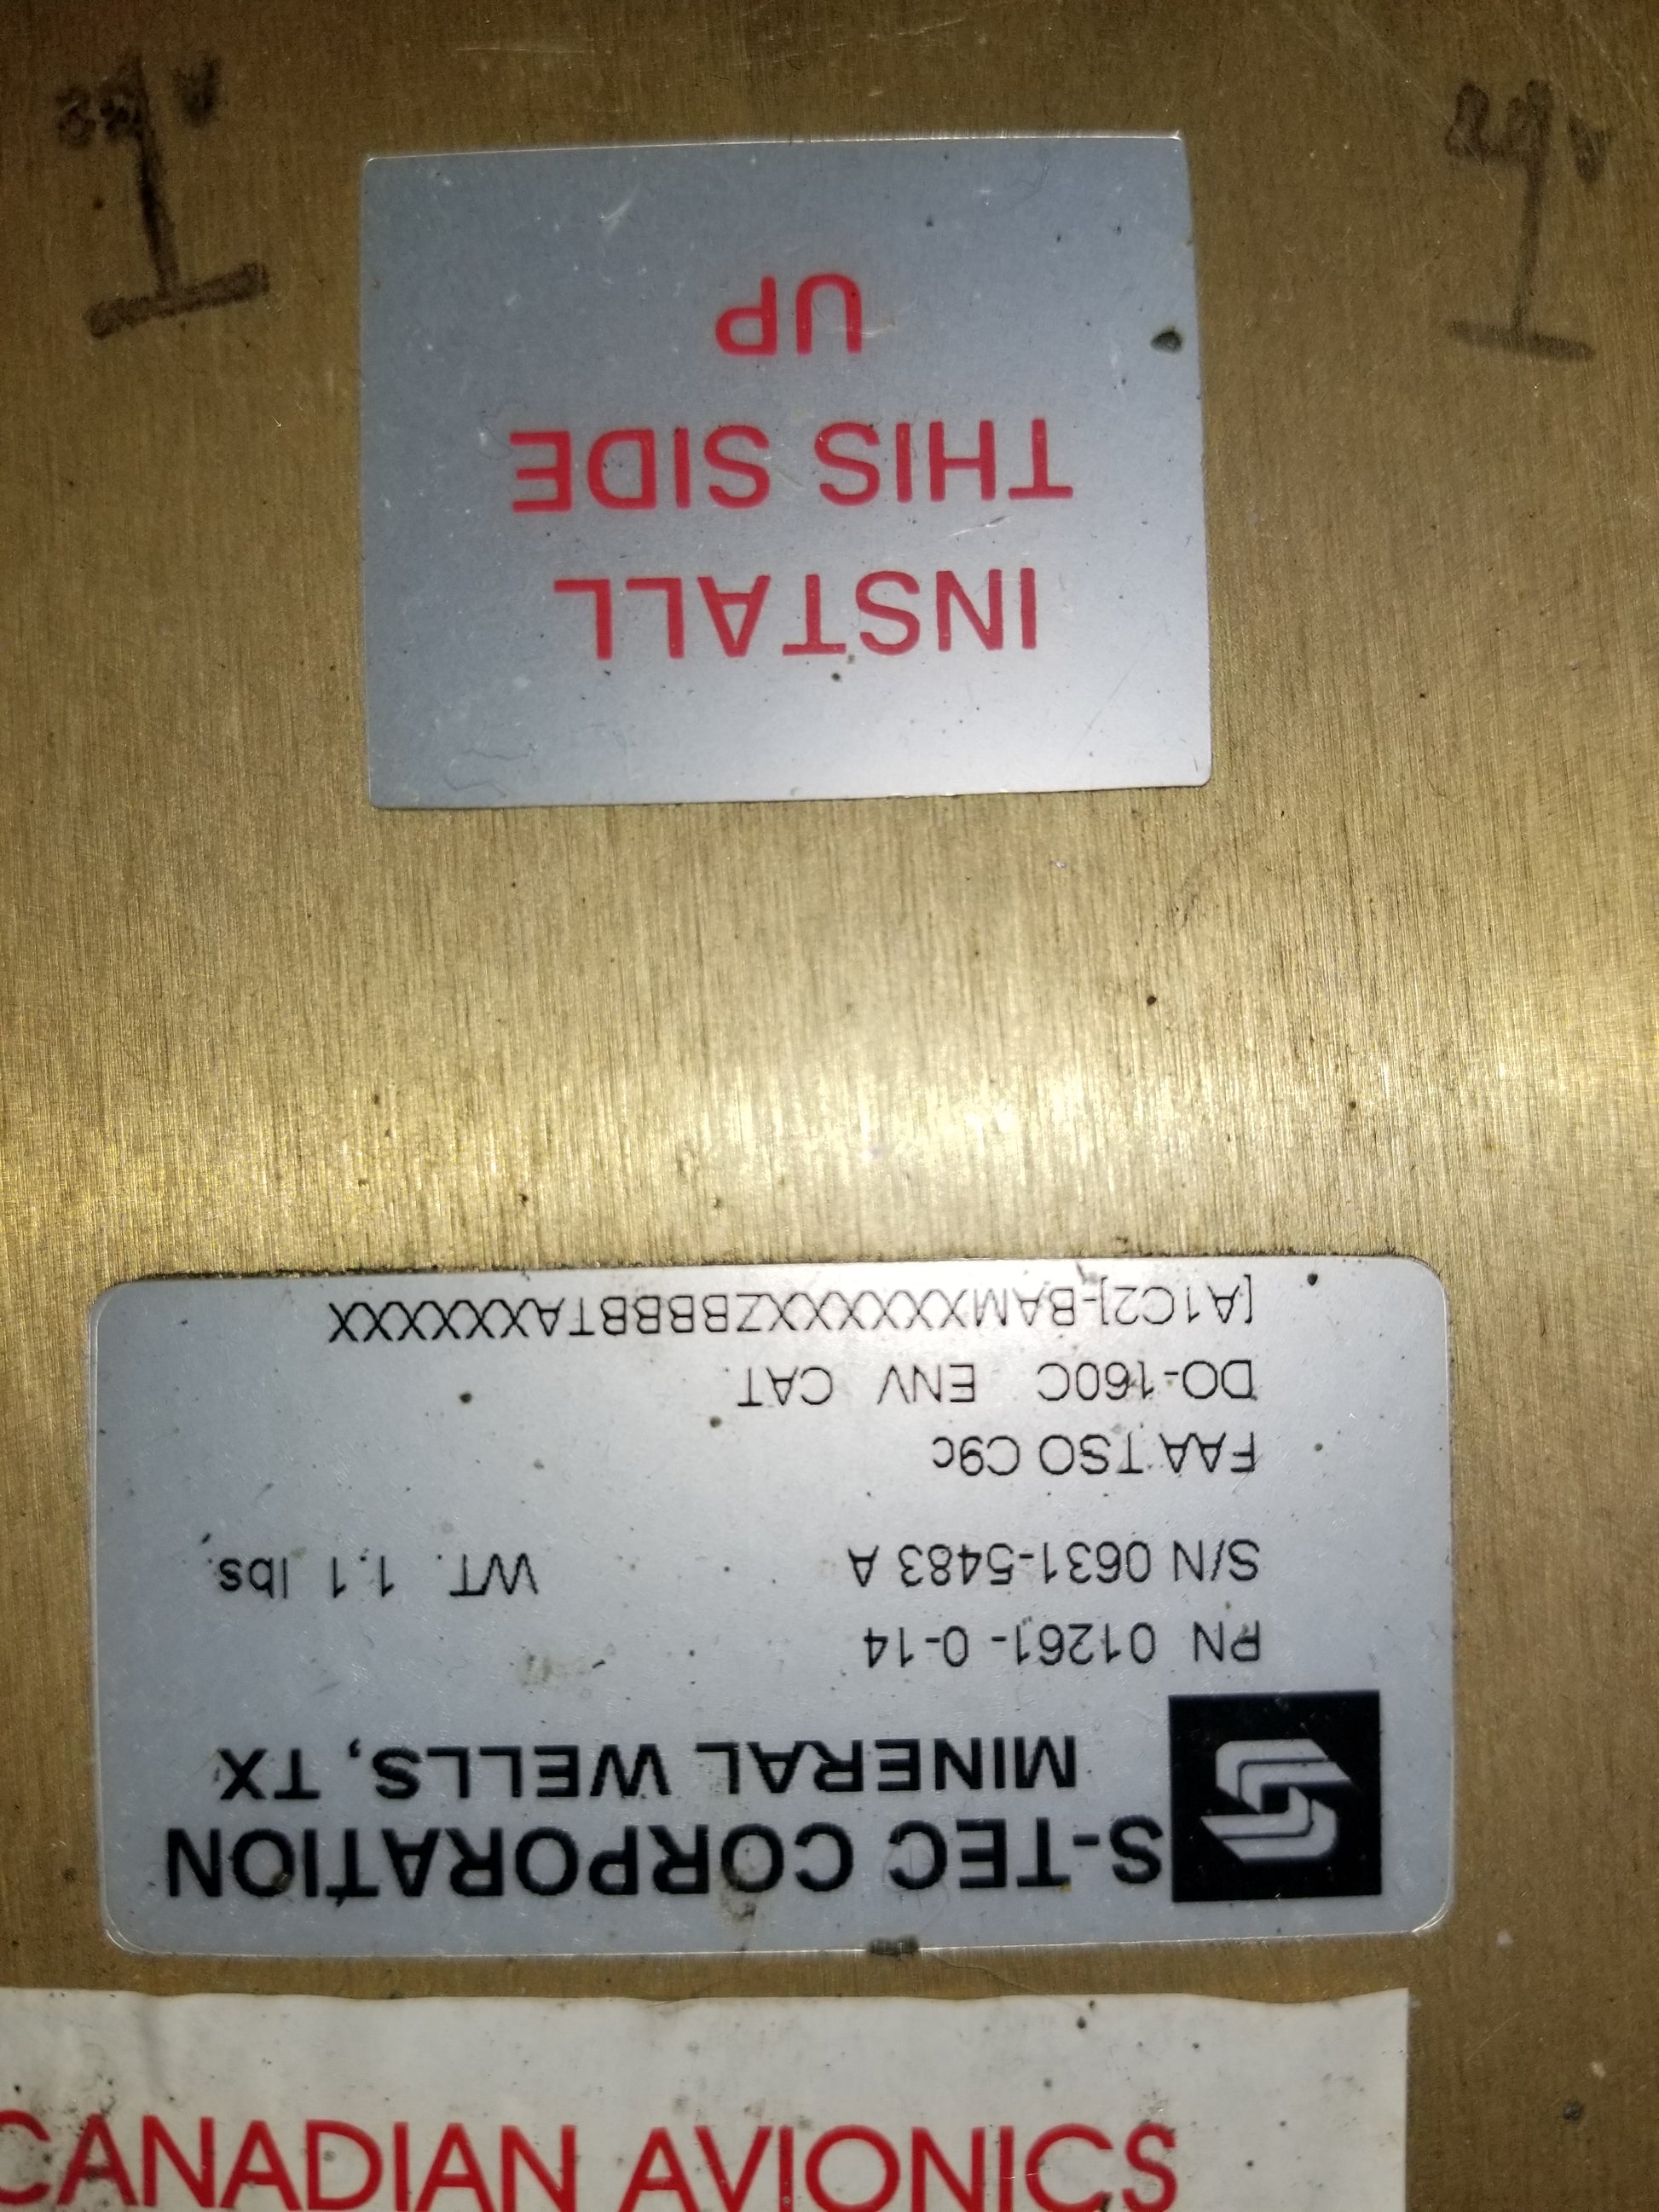 S-TEC CORPORATION
MINERAL WELLS, TX
PN 01261- 0-14
S/N 0631-5483 A WT. 1.1 lbs.
FAA TSO C9c
DO-160C ENV CAT.
[A1C2]-BAMXXXXXXXZBBBBTAXXXXXX
INSTALL
THIS SIDE
UP
CANADIAN AVIONICS